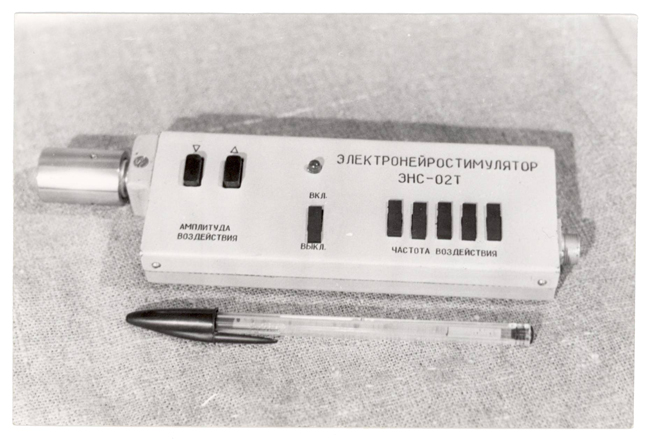 ЭЛЕКТРОНЕЙРОСТИМУЛЯТОР
ЭНС-02Т
ВКЛ.
ВЫКЛ.
АМПЛИТУДА
ВОЗДЕЙСТВИЯ
ЧАСТОТА ВОЗДЕЙСТВИЯ